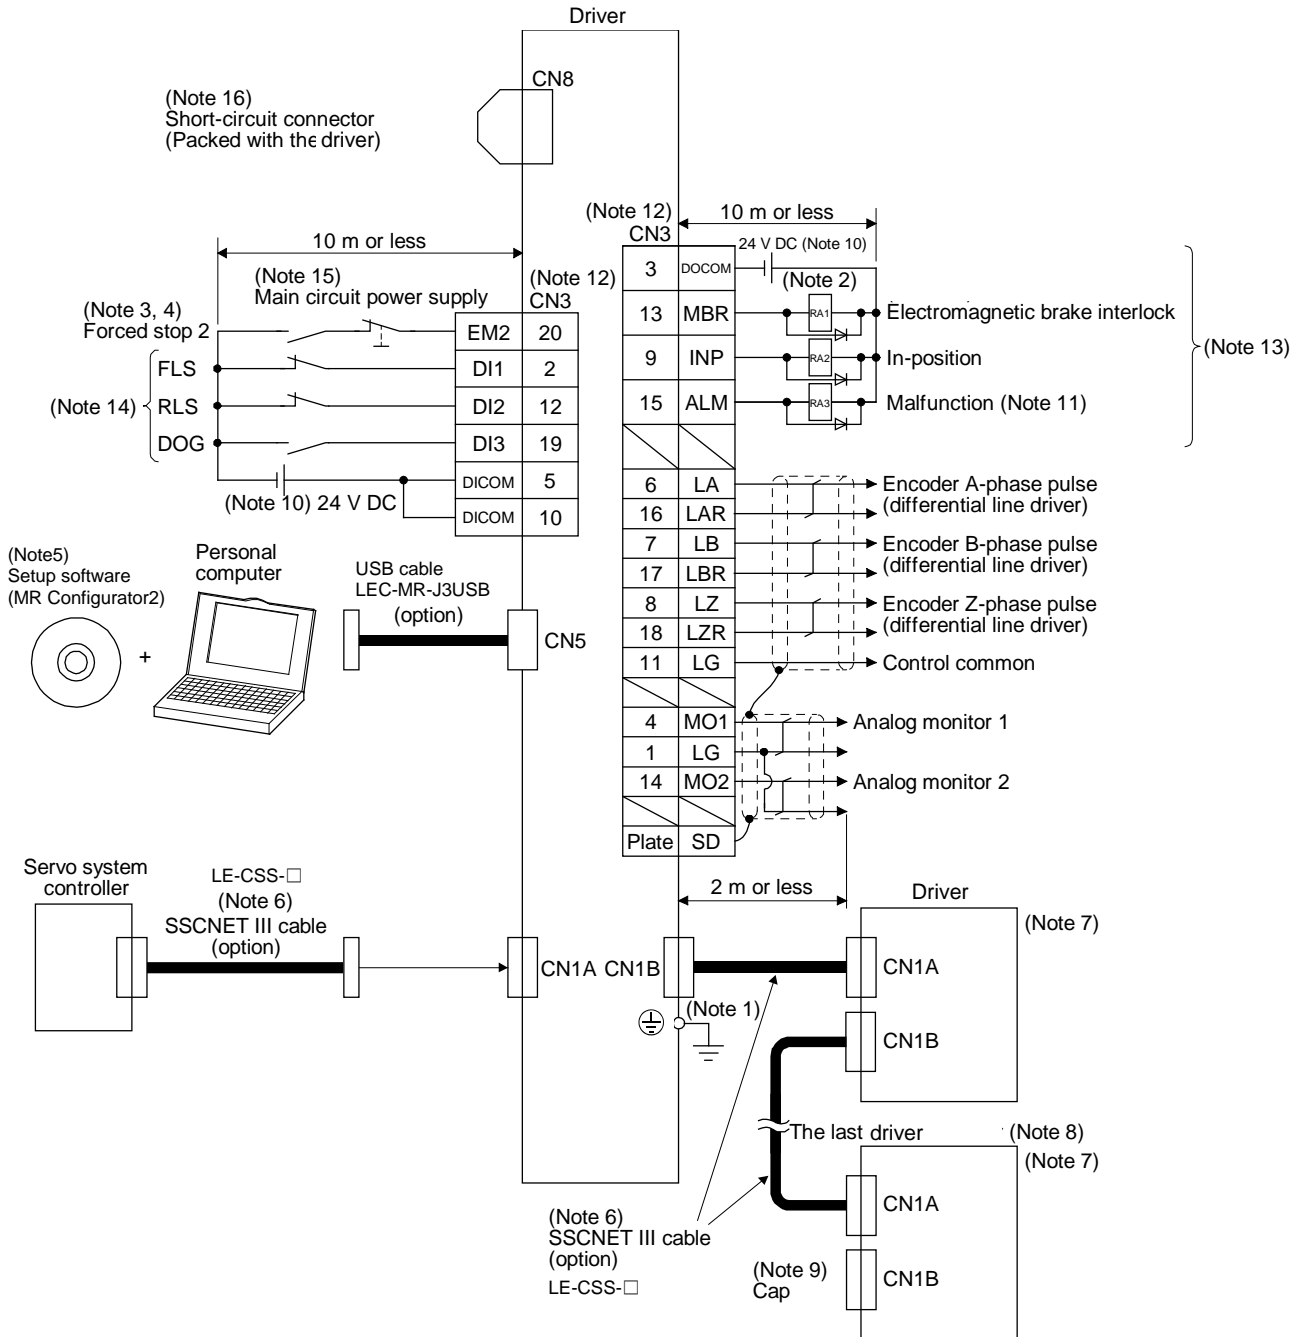 Driver
CN8
(Note 16)
Short-circuit connector
(Packed with the driver)
(Note 12)
CN3
10 m or less
24 V DC (Note 10)
3 DOCOM
(Note 2)
13 MBR RA1 Electromagnetic brake interlock
9 INP RA2 In-position
15 ALM RA3 Malfunction (Note 11)
(Note 13)
10 m or less
(Note 15)
Main circuit power supply
(Note 12)
CN3
(Note 3, 4)
Forced stop 2
EM2 20
FLS DI1 2
(Note 14) RLS DI2 12
DOG DI3 19
DICOM 5
(Note 10) 24 V DC
DICOM 10
6 LA Encoder A-phase pulse
16 LAR (differential line driver)
7 LB Encoder B-phase pulse
17 LBR (differential line driver)
8 LZ Encoder Z-phase pulse
18 LZR (differential line driver)
11 LG Control common
4 MO1 Analog monitor 1
1 LG
14 MO2 Analog monitor 2
Plate SD
(Note5)
Setup software
(MR Configurator2)
+
Personal
computer
USB cable
LEC-MR-J3USB
(option)
CN5
2 m or less
Servo system
controller
LE-CSS-□
(Note 6)
SSCNET III cable
(option)
CN1A CN1B
(Note 1)
Driver
(Note 7)
CN1A
CN1B
The last driver
(Note 8)
(Note 7)
CN1A
CN1B
(Note 9)
Cap
(Note 6)
SSCNET III cable
(option)
LE-CSS-□